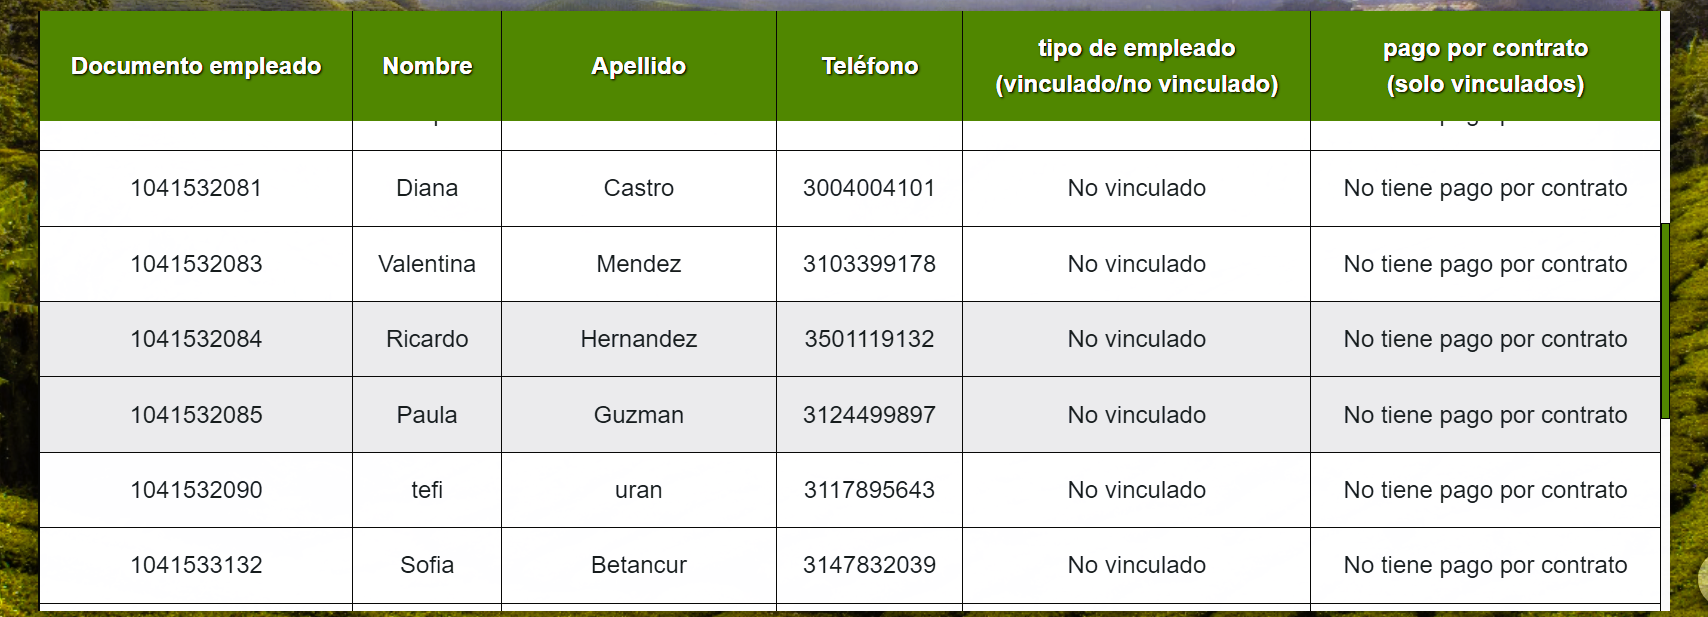 Documento empleado Nombre Apellido Teléfono tipo de empleado (vinculado/no vinculado) pago por contrato (solo vinculados)
1041532081 Diana Castro 3004004101 No vinculado No tiene pago por contrato
1041532083 Valentina Mendez 3103399178 No vinculado No tiene pago por contrato
1041532084 Ricardo Hernandez 3501119132 No vinculado No tiene pago por contrato
1041532085 Paula Guzman 3124499897 No vinculado No tiene pago por contrato
1041532090 tefi uran 3117895643 No vinculado No tiene pago por contrato
1041533132 Sofia Betancur 3147832039 No vinculado No tiene pago por contrato